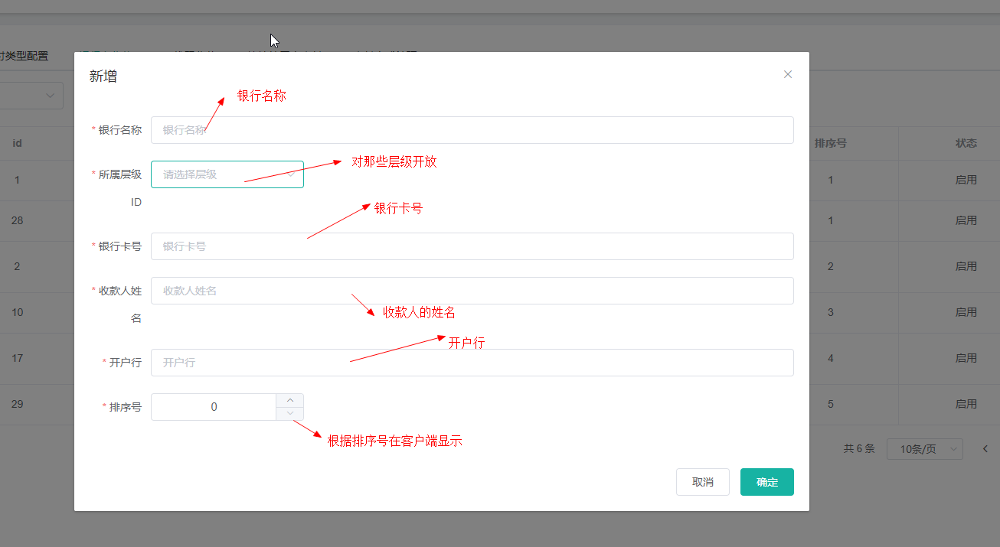 付类型配置
新增
银行名称
* 银行名称
银行名称
* 所属层级
ID
请选择层级
对那些层级开放
银行卡号
* 银行卡号
银行卡号
* 收款人姓
名
收款人姓名
收款人的姓名
开户行
* 开户行
开户行
* 排序号
0
根据排序号在客户端显示
取消
确定
id
排序号
状态
1
1
启用
28
1
启用
2
2
启用
10
3
启用
17
4
启用
29
5
启用
共 6 条
10条/页